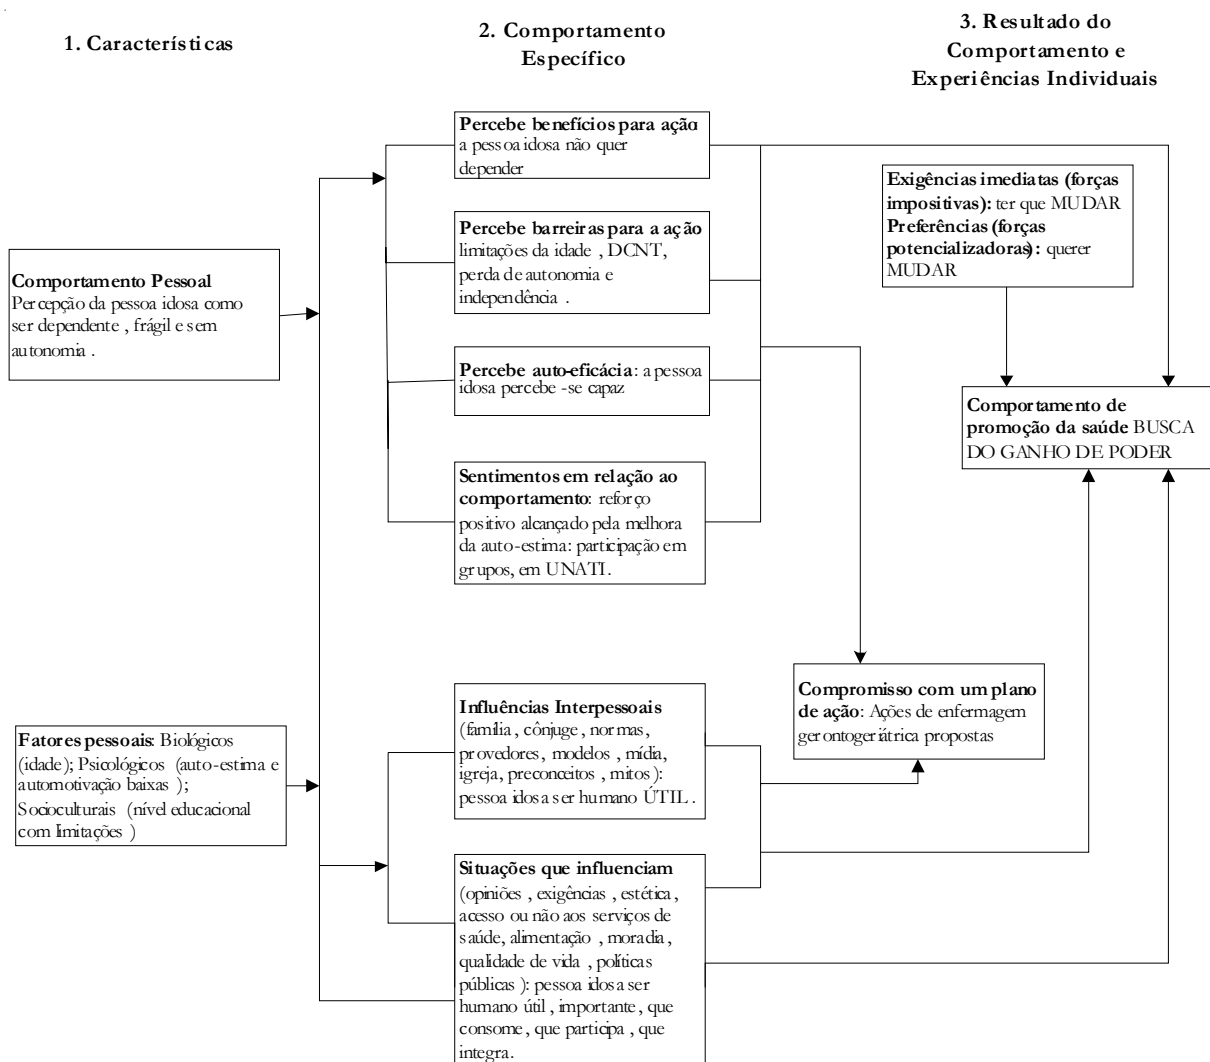 1. Características
2. Comportamento
Específico
3. Resultado do
Comportamento e
Experiências Individuais
Comportamento Pessoal
Percepção da pessoa idosa como
ser dependente , frágil e sem
autonomia .
Fatores pessoais: Biológicos
(idade); Psicológicos (auto-estima e
automotivação baixas );
Socioculturais (nível educacional
com limitações )
Percebe benefícios para ação:
a pessoa idosa não quer
depender
Percebe barreiras para a ação
limitações da idade , DCNT,
perda de autonomia e
independência .
Percebe auto-eficácia: a pessoa
idosa percebe -se capaz
Sentimentos em relação ao
comportamento: reforço
positivo alcançado pela melhora
da auto-estima: participação em
grupos, em UNATI.
Influências Interpessoais
(família , cônjuge , normas,
provedores , modelos , mídia,
igreja, preconceitos , mitos ):
pessoa idosa ser humano ÚTIL .
Situações que influenciam
(opiniões , exigências , estética ,
acesso ou não aos serviços de
saúde, alimentação , moradia ,
qualidade de vida , políticas
públicas ): pessoa idosa ser
humano útil , importante , que
consome , que participa , que
integra.
Exigências imediatas (forças
impositivas): ter que MUDAR
Preferências (forças
potencializadoras): querer
MUDAR
Comportamento de
promoção da saúde BUSCA
DO GANHO DE PODER
Compromisso com um plano
de ação: Ações de enfermagem
gerontogeriátrica propostas